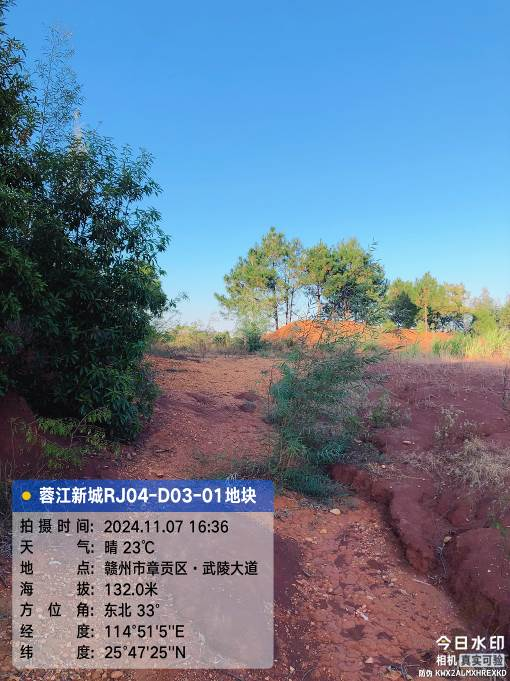 蓉江新城RJ04-D03-01地块
拍摄时间: 2024.11.07 16:36
天气: 晴 23℃
地点: 赣州市章贡区·武陵大道
海拔: 132.0米
方位角: 东北 33°
经度: 114°51'5"E
纬度: 25°47'25"N
今日水印
相机 真实可验
防伪 KWX2ALMXHREXKD